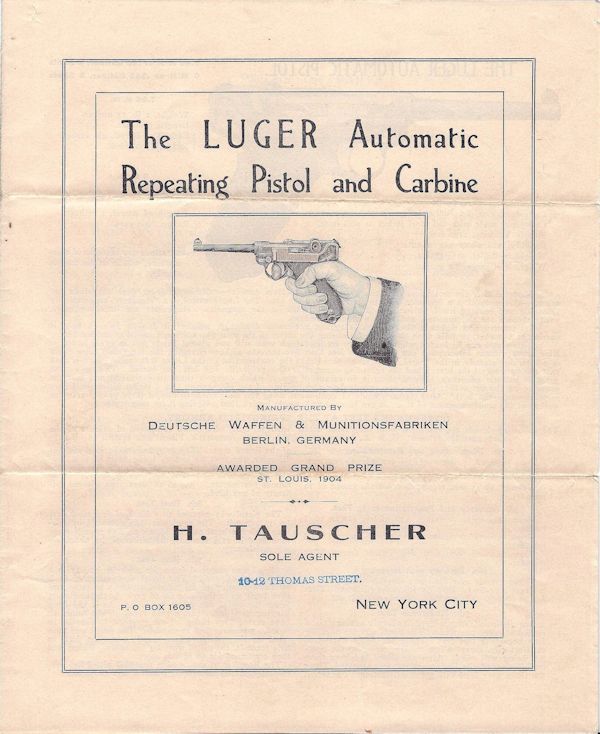 The LUGER Automatic
Repeating Pistol and Carbine
MANUFACTURED BY
DEUTSCHE WAFFEN & MUNITIONSFABRIKEN
BERLIN, GERMANY
AWARDED GRAND PRIZE
ST. LOUIS, 1904
H. TAUSCHER
SOLE AGENT
10-12 THOMAS STREET.
P. O BOX 1605
NEW YORK CITY